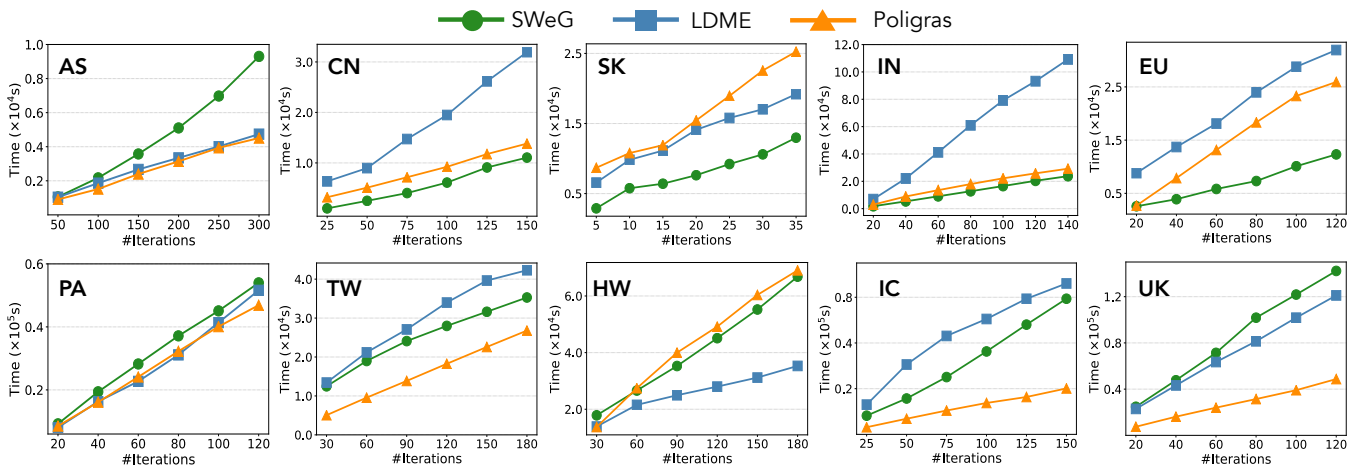 SWeG LDME Poligras
AS
Time (×10⁴s)
1.0
0.8
0.6
0.4
0.2
50 100 150 200 250 300
#Iterations
CN
Time (×10⁴s)
3.0
2.0
1.0
25 50 75 100 125 150
#Iterations
SK
Time (×10⁴s)
2.5
1.5
0.5
5 10 15 20 25 30 35
#Iterations
IN
Time (×10⁴s)
12.0
10.0
8.0
6.0
4.0
2.0
0.0
20 40 60 80 100 120 140
#Iterations
EU
Time (×10⁴s)
2.5
1.5
0.5
20 40 60 80 100 120
#Iterations
PA
Time (×10⁵s)
0.6
0.4
0.2
20 40 60 80 100 120
#Iterations
TW
Time (×10⁴s)
4.0
3.0
2.0
1.0
0.0
30 60 90 120 150 180
#Iterations
HW
Time (×10⁴s)
6.0
4.0
2.0
30 60 90 120 150 180
#Iterations
IC
Time (×10⁵s)
0.8
0.4
0.2
25 50 75 100 125 150
#Iterations
UK
Time (×10⁵s)
1.2
0.8
0.4
20 40 60 80 100 120
#Iterations